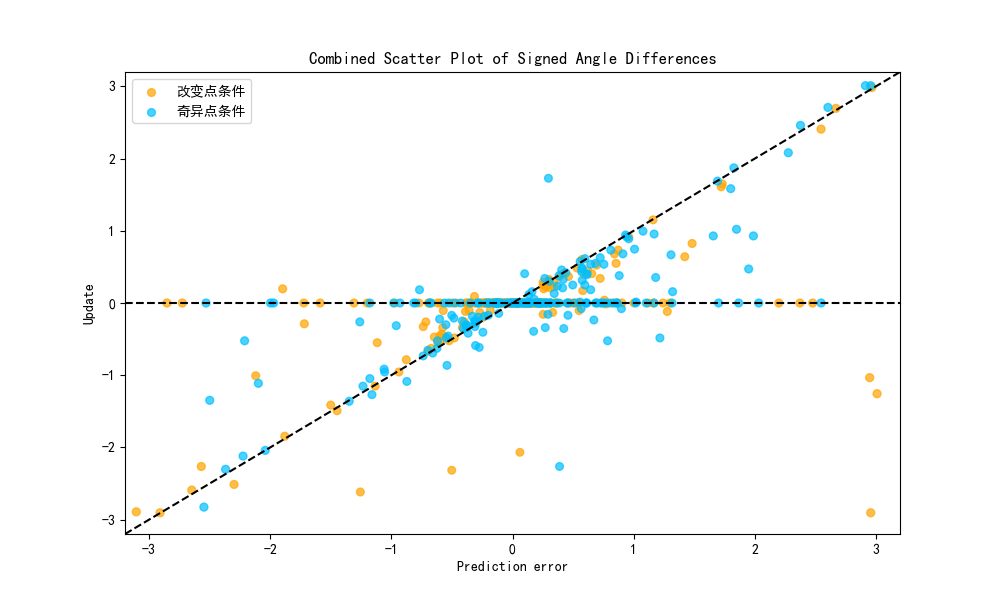 Combined Scatter Plot of Signed Angle Differences
改变点条件
奇异点条件
3
2
1
0
−1
−2
−3
Update
−3
−2
−1
0
1
2
3
Prediction error